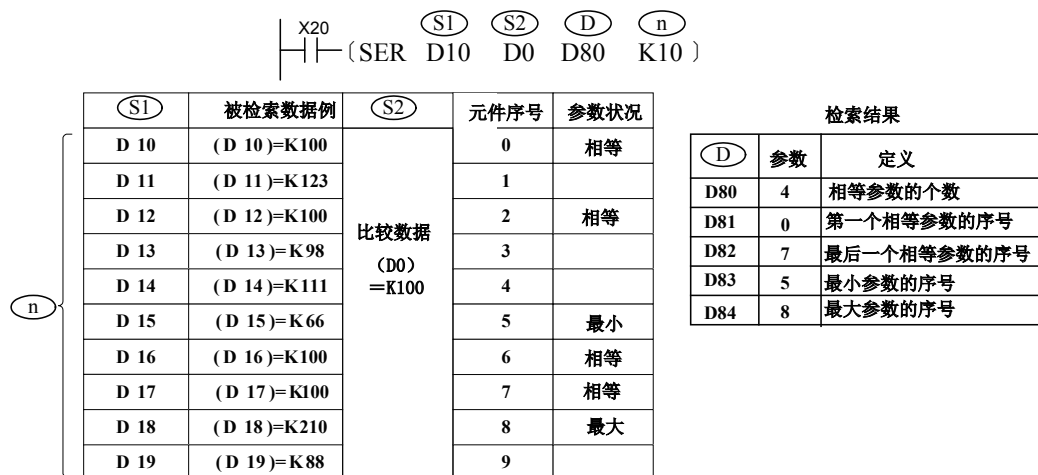 S1 S2 D n
X20
〔SER D10 D0 D80 K10〕
S1 被检索数据例 S2 元件序号 参数状况
D 10 (D 10)=K100 0 相等
D 11 (D 11)=K123 1
D 12 (D 12)=K100 2 相等
D 13 (D 13)=K98 3
D 14 (D 14)=K111 4
D 15 (D 15)=K66 5 最小
D 16 (D 16)=K100 6 相等
D 17 (D 17)=K100 7 相等
D 18 (D 18)=K210 8 最大
D 19 (D 19)=K88 9
比较数据
(D0)
=K100
n
检索结果
D 参数 定义
D80 4 相等参数的个数
D81 0 第一个相等参数的序号
D82 7 最后一个相等参数的序号
D83 5 最小参数的序号
D84 8 最大参数的序号